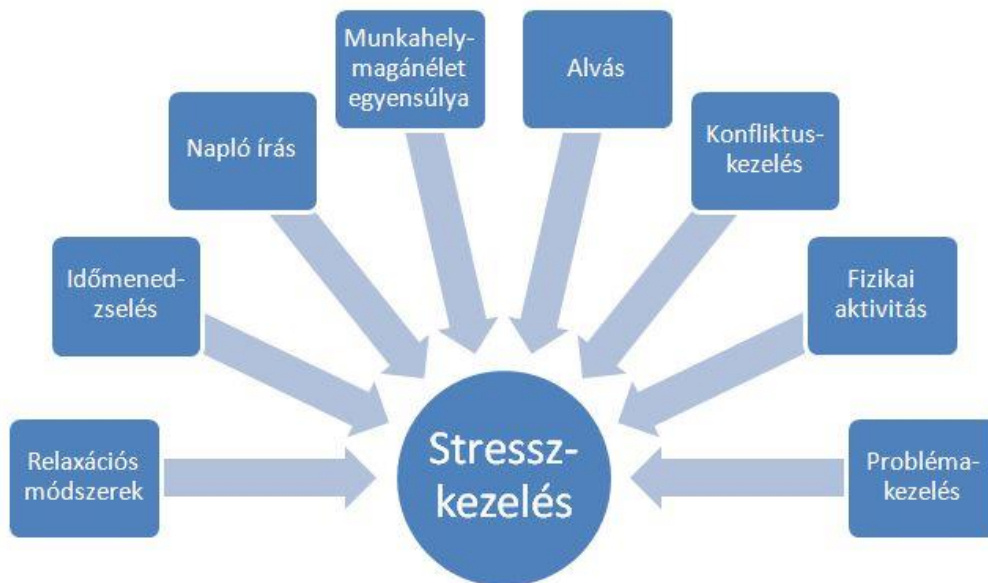 Munkahely-
magánélet
egyensúlya
Alvás
Napló írás
Konfliktus-
kezelés
Időmened-
zselés
Fizikai
aktivitás
Relaxációs
módszerek
Stressz-
kezelés
Probléma-
kezelés